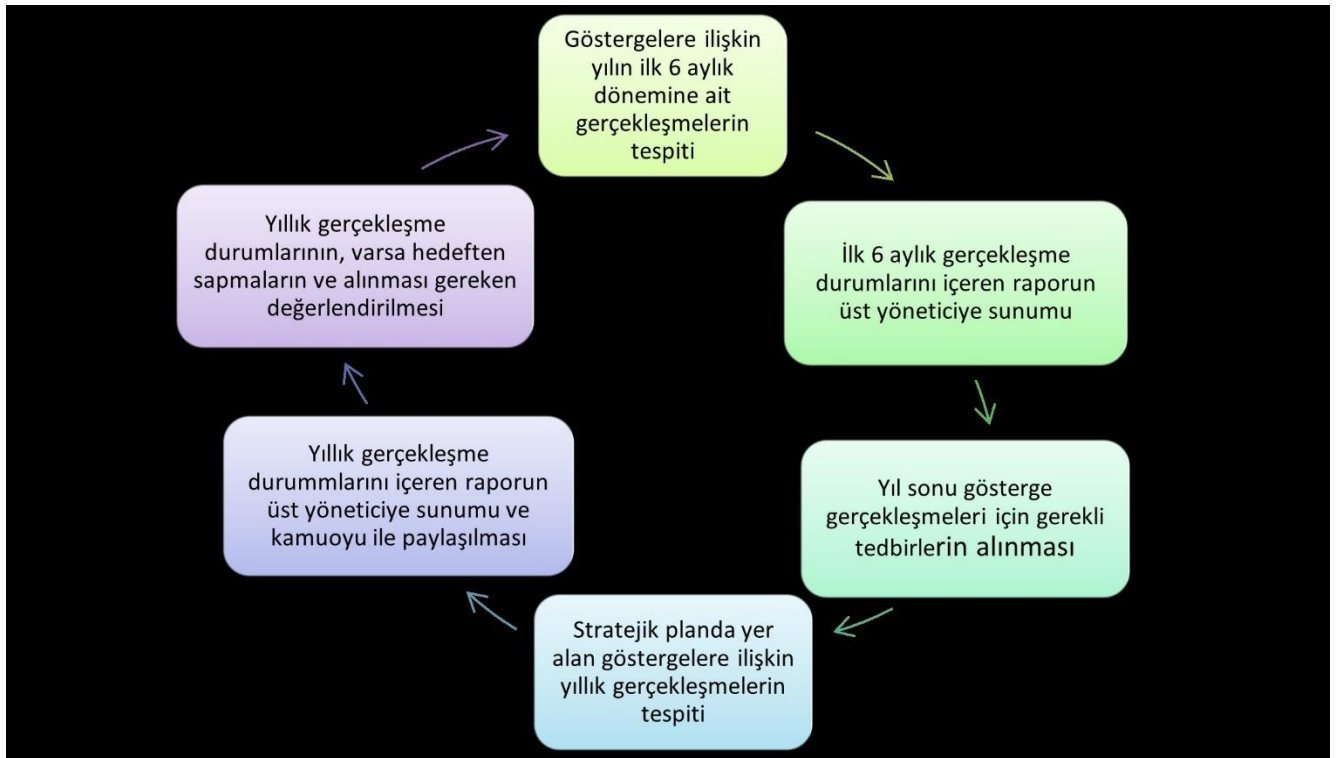 Göstergelere ilişkin
yılın ilk 6 aylık
dönemine ait
gerçekleşmelerin
tespiti
İlk 6 aylık gerçekleşme
durumlarını içeren raporun
üst yöneticiye sunumu
Yıl sonu gösterge
gerçekleşmeleri için gerekli
tedbirlerin alınması
Stratejik planda yer
alan göstergelere ilişkin
yıllık gerçekleşmelerin
tespiti
Yıllık gerçekleşme
durummlarını içeren raporun
üst yöneticiye sunumu ve
kamuoyu ile paylaşılması
Yıllık gerçekleşme
durumlarının, varsa hedeften
sapmaların ve alınması gereken
değerlendirilmesi